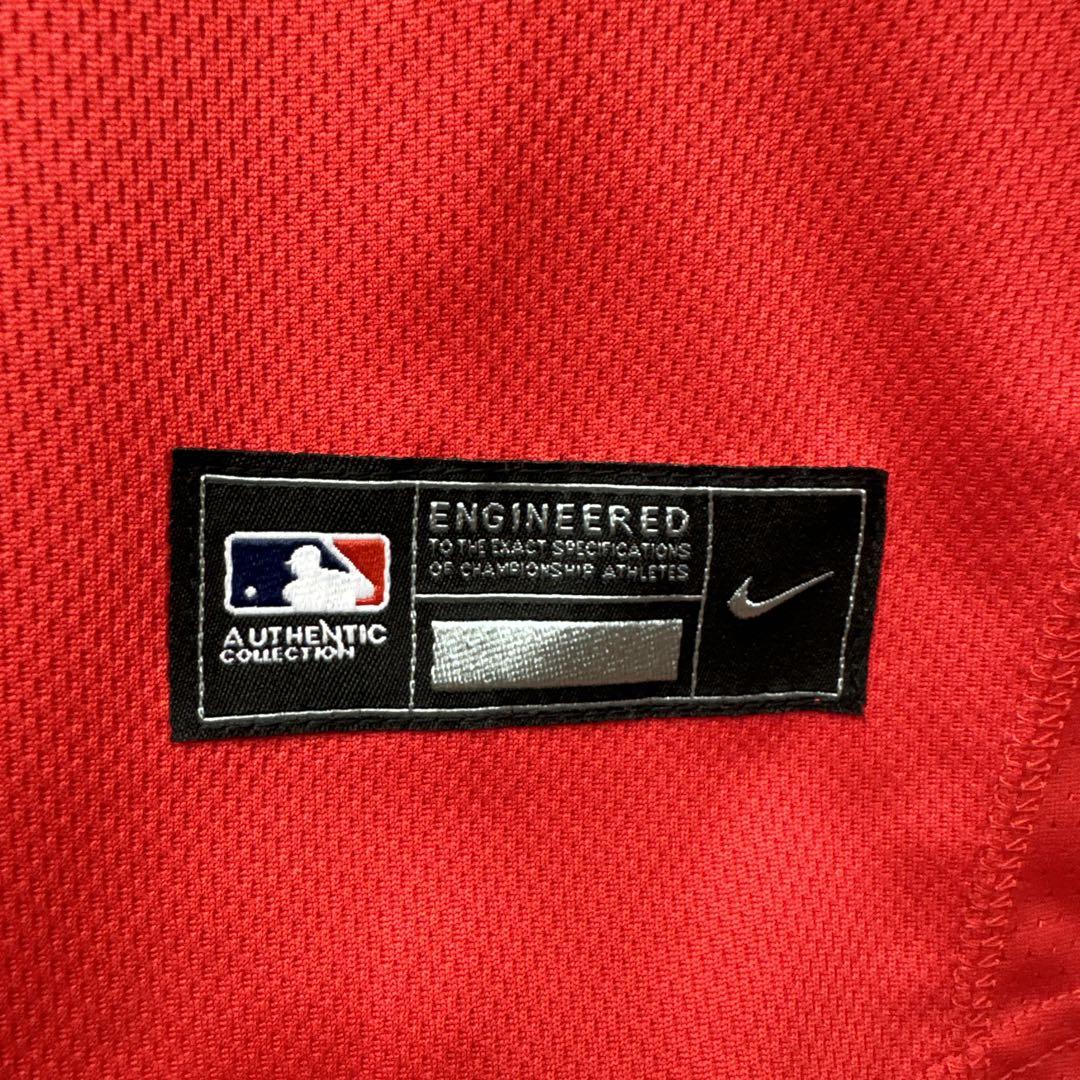 AUTHENTIC
COLLECTION
ENGINEERED
TO THE EXACT SPECIFICATIONS
OF CHAMPIONSHIP ATHLETES